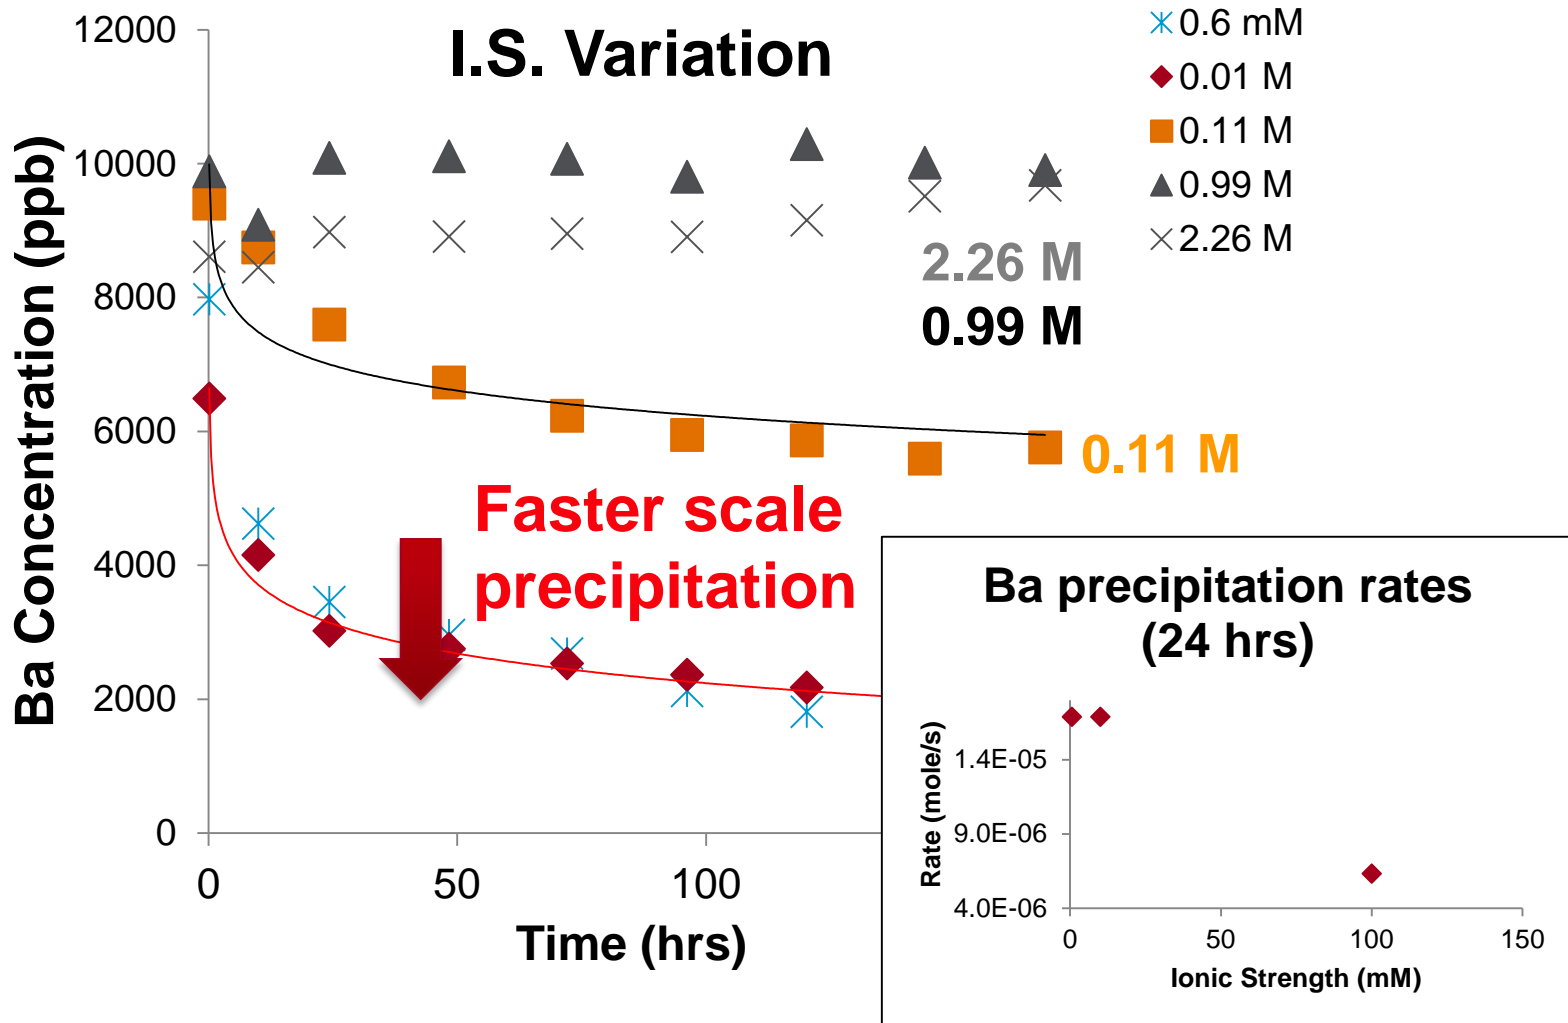 I.S. Variation
0.6 mM
0.01 M
0.11 M
0.99 M
2.26 M
Ba Concentration (ppb)
12000
10000
8000
6000
4000
2000
0
0
50
100
Time (hrs)
2.26 M
0.99 M
0.11 M
Faster scale
precipitation
Ba precipitation rates
(24 hrs)
Rate (mole/s)
1.4E-05
9.0E-06
4.0E-06
0
50
100
150
Ionic Strength (mM)